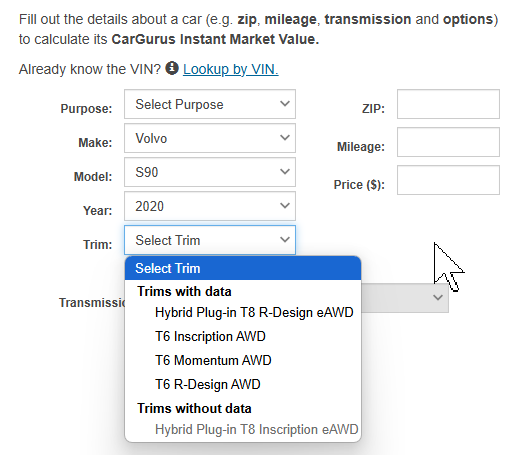 Fill out the details about a car (e.g. zip, mileage, transmission and options)
to calculate its CarGurus Instant Market Value.
Already know the VIN? i Lookup by VIN.
Purpose: Select Purpose
ZIP:
Make: Volvo
Mileage:
Model: S90
Price ($):
Year: 2020
Trim: Select Trim
Select Trim
Trims with data
Hybrid Plug-in T8 R-Design eAWD
Transmissi
T6 Inscription AWD
T6 Momentum AWD
T6 R-Design AWD
Trims without data
Hybrid Plug-in T8 Inscription eAWD